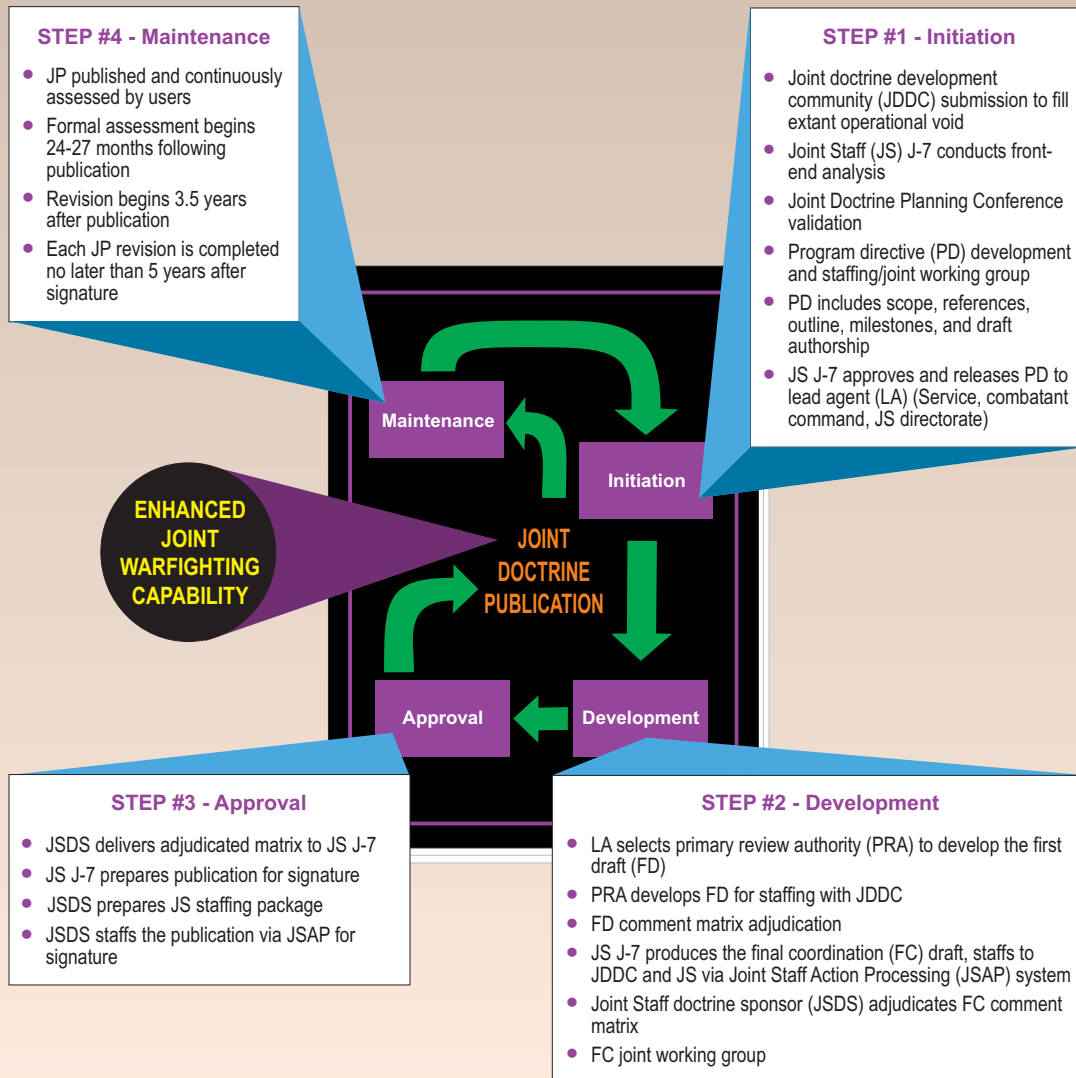 STEP #4 - Maintenance
• JP published and continuously
assessed by users
• Formal assessment begins
24-27 months following
publication
• Revision begins 3.5 years
after publication
• Each JP revision is completed
no later than 5 years after
signature
STEP #1 - Initiation
• Joint doctrine development
community (JDDC) submission to fill
extant operational void
• Joint Staff (JS) J-7 conducts front-
end analysis
• Joint Doctrine Planning Conference
validation
• Program directive (PD) development
and staffing/joint working group
• PD includes scope, references,
outline, milestones, and draft
authorship
• JS J-7 approves and releases PD to
lead agent (LA) (Service, combatant
command, JS directorate)
Maintenance
Initiation
ENHANCED
JOINT
WARFIGHTING
CAPABILITY
JOINT
DOCTRINE
PUBLICATION
Approval
Development
STEP #3 - Approval
• JSDS delivers adjudicated matrix to JS J-7
• JS J-7 prepares publication for signature
• JSDS prepares JS staffing package
• JSDS staffs the publication via JSAP for
signature
STEP #2 - Development
• LA selects primary review authority (PRA) to develop the first
draft (FD)
• PRA develops FD for staffing with JDDC
• FD comment matrix adjudication
• JS J-7 produces the final coordination (FC) draft, staffs to
JDDC and JS via Joint Staff Action Processing (JSAP) system
• Joint Staff doctrine sponsor (JSDS) adjudicates FC comment
matrix
• FC joint working group